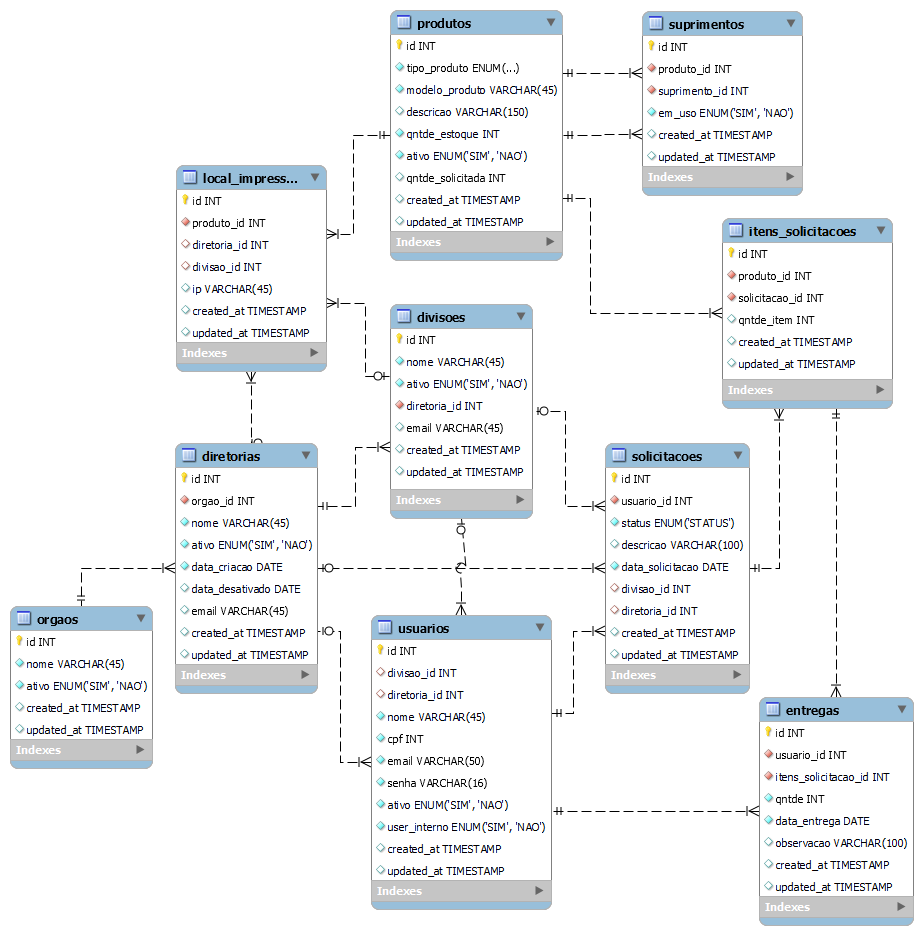 produtos
id INT
tipo_produto ENUM(...)
modelo_produto VARCHAR(45)
descricao VARCHAR(150)
qntde_estoque INT
ativo ENUM('SIM', 'NAO')
qntde_solicitada INT
created_at TIMESTAMP
updated_at TIMESTAMP
Indexes
suprimentos
id INT
produto_id INT
suprimento_id INT
em_uso ENUM('SIM', 'NAO')
created_at TIMESTAMP
updated_at TIMESTAMP
Indexes
local_impress...
id INT
produto_id INT
diretoria_id INT
divisao_id INT
ip VARCHAR(45)
created_at TIMESTAMP
updated_at TIMESTAMP
Indexes
itens_solicitacoes
id INT
produto_id INT
solicitacao_id INT
qntde_item INT
created_at TIMESTAMP
updated_at TIMESTAMP
Indexes
divisoes
id INT
nome VARCHAR(45)
ativo ENUM('SIM', 'NAO')
diretoria_id INT
email VARCHAR(45)
created_at TIMESTAMP
updated_at TIMESTAMP
Indexes
diretorias
id INT
orgao_id INT
nome VARCHAR(45)
ativo ENUM('SIM', 'NAO')
data_criacao DATE
data_desativado DATE
email VARCHAR(45)
created_at TIMESTAMP
updated_at TIMESTAMP
Indexes
solicitacoes
id INT
usuario_id INT
status ENUM('STATUS')
descricao VARCHAR(100)
data_solicitacao DATE
divisao_id INT
diretoria_id INT
created_at TIMESTAMP
updated_at TIMESTAMP
Indexes
orgaos
id INT
nome VARCHAR(45)
ativo ENUM('SIM', 'NAO')
created_at TIMESTAMP
updated_at TIMESTAMP
Indexes
usuarios
id INT
divisao_id INT
diretoria_id INT
nome VARCHAR(45)
cpf INT
email VARCHAR(50)
senha VARCHAR(16)
ativo ENUM('SIM', 'NAO')
user_interno ENUM('SIM', 'NAO')
created_at TIMESTAMP
updated_at TIMESTAMP
Indexes
entregas
id INT
usuario_id INT
itens_solicitacao_id INT
qntde INT
data_entrega DATE
observacao VARCHAR(100)
created_at TIMESTAMP
updated_at TIMESTAMP
Indexes